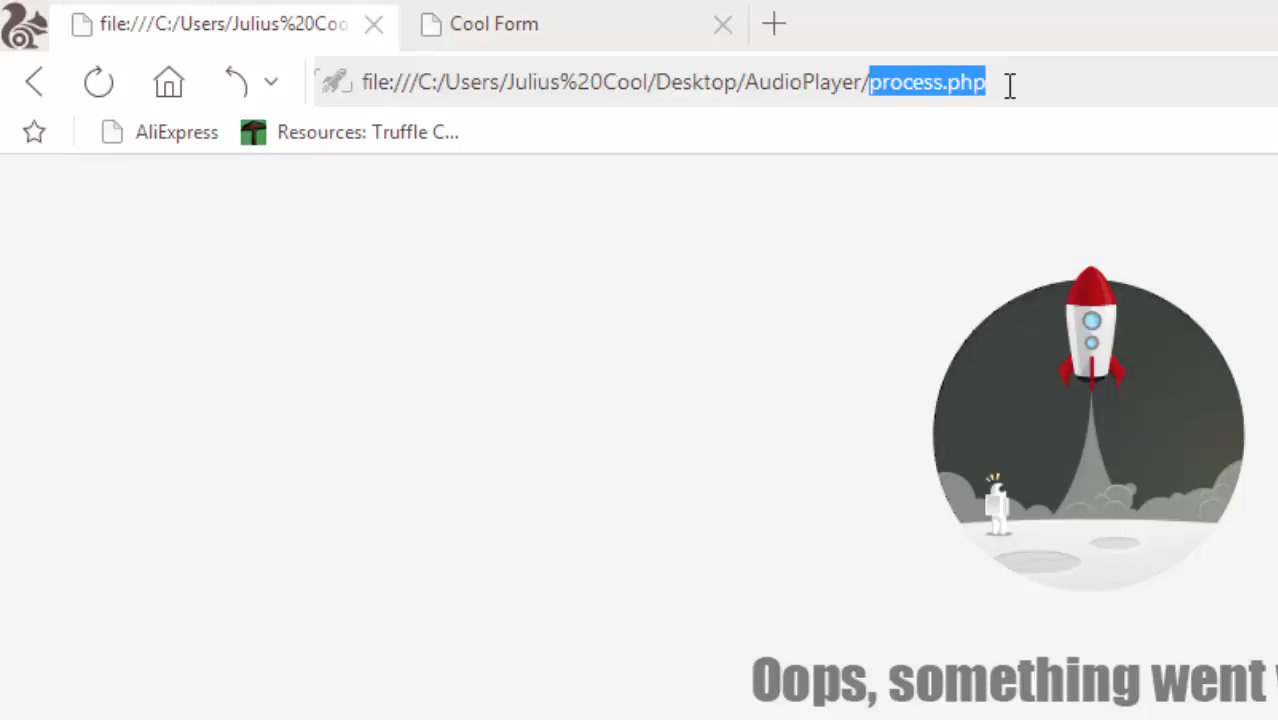 file:///C:/Users/Julius%20Coo
Cool Form
file:///C:/Users/Julius%20Cool/Desktop/AudioPlayer/process.php
AliExpress
Resources: Truffle C...
Oops, something went